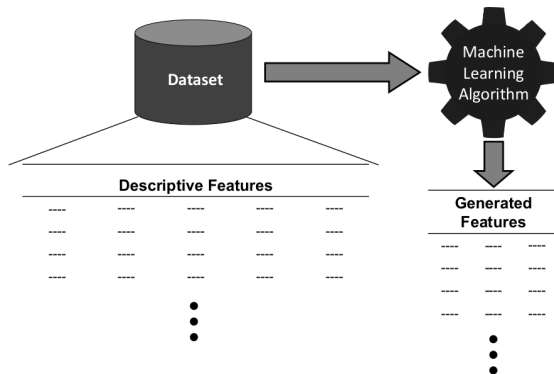 Dataset
Machine
Learning
Algorithm
Descriptive Features
---- ---- ---- ---- ----
---- ---- ---- ---- ----
---- ---- ---- ---- ----
---- ---- ---- ---- ----
Generated
Features
---- ---- ----
---- ---- ----
---- ---- ----
---- ---- ----